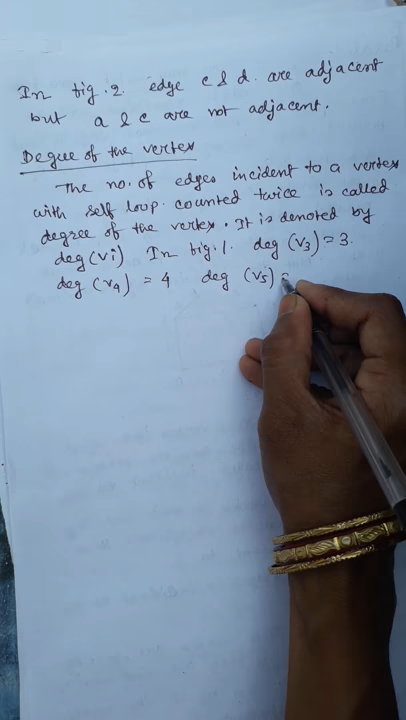 In fig. 2. edge c & d. are adjacent
but a & c are not adjacent.
Degee of the vertex
The no. of edges incident to a vertex
with self loop counted twice is called
degree of the vertex. It is denoted by
deg (vi) In fig. 1. deg (v3) = 3.
deg (v4) = 4 deg (v5) =